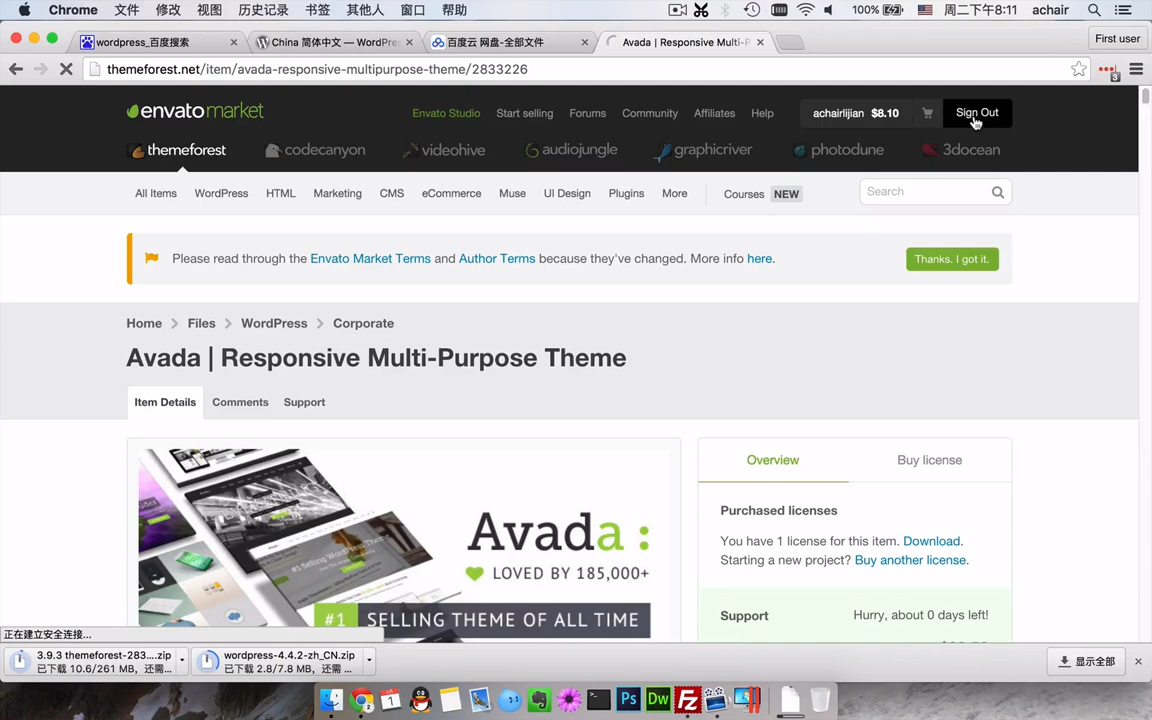 Chrome 文件 修改 视图 历史记录 书签 其他人 窗口 帮助 100% 周二下午8:11 achair
wordpress_百度搜索 China 简体中文 — WordPre 百度云 网盘-全部文件 Avada | Responsive Multi-P First user
themeforest.net/item/avada-responsive-multipurpose-theme/2833226 3
envatomarket Envato Studio Start selling Forums Community Affiliates Help achairlijian $8.10 Sign Out
themeforest codecanyon videohive audiojungle graphicriver photodune 3docean
All Items WordPress HTML Marketing CMS eCommerce Muse UI Design Plugins More Courses NEW Search
Please read through the Envato Market Terms and Author Terms because they've changed. More info here. Thanks. I got it.
Home Files WordPress Corporate
Avada | Responsive Multi-Purpose Theme
Item Details Comments Support
Overview Buy license
Avada :
LOVED BY 185,000+
#1 SELLING THEME OF ALL TIME
Purchased licenses
You have 1 license for this item. Download.
Starting a new project? Buy another license.
Support Hurry, about 0 days left!
正在建立安全连接...
3.9.3 themeforest-283....zip wordpress-4.4.2-zh_CN.zip 显示全部
已下载 10.6/261 MB，还需... 已下载 2.8/7.8 MB，还需...
1 Ps Dw Fz